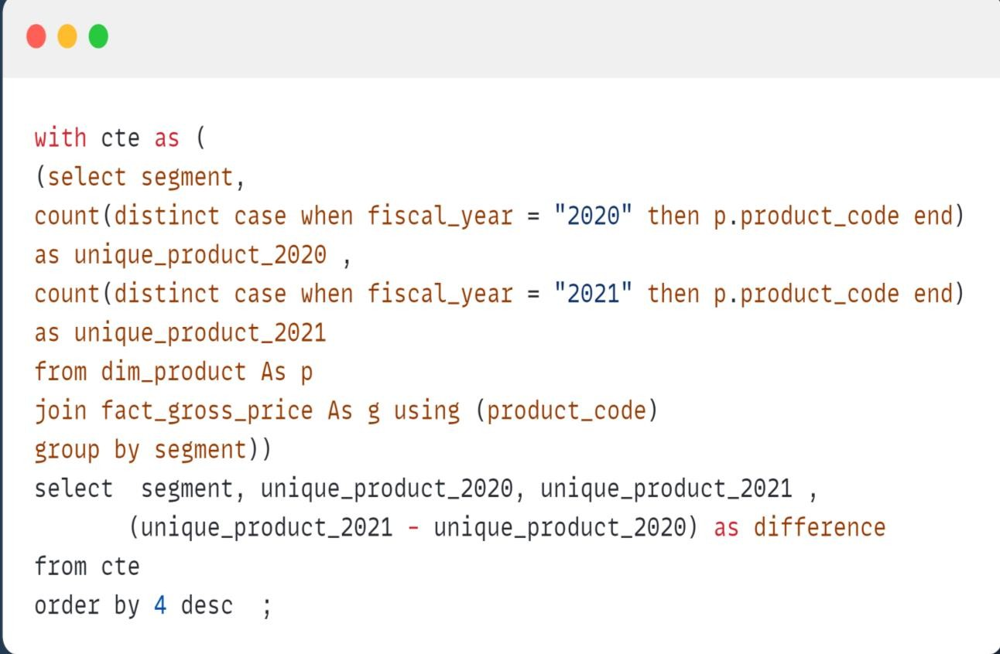 with cte as (
(select segment,
count(distinct case when fiscal_year = "2020" then p.product_code end)
as unique_product_2020 ,
count(distinct case when fiscal_year = "2021" then p.product_code end)
as unique_product_2021
from dim_product As p
join fact_gross_price As g using (product_code)
group by segment))
select  segment, unique_product_2020, unique_product_2021 ,
       (unique_product_2021 - unique_product_2020) as difference
from cte
order by 4 desc  ;